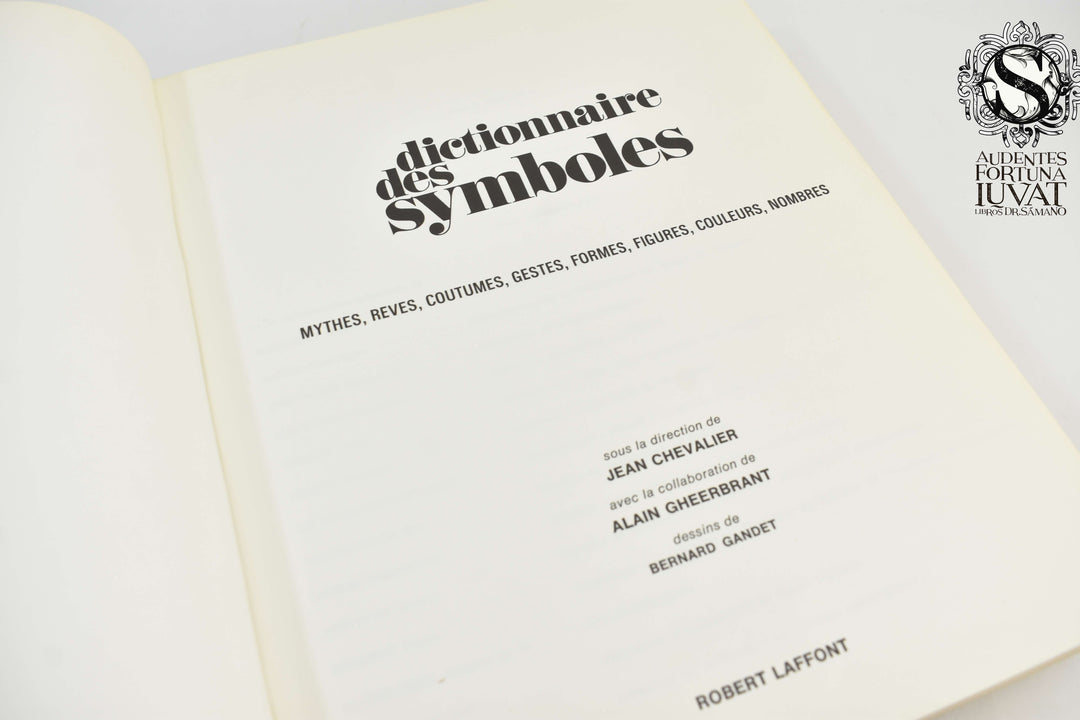 dictionnaire
des
symboles
MYTHES, REVES, COUTUMES, GESTES, FORMES, FIGURES, COULEURS, NOMBRES
sous la direction de
JEAN CHEVALIER
avec la collaboration de
ALAIN GHEERBRANT
dessins de
BERNARD GANDET
ROBERT LAFFONT
S
AUDENTES
FORTUNA
IUVAT
LIBROS DR. SÁMANO